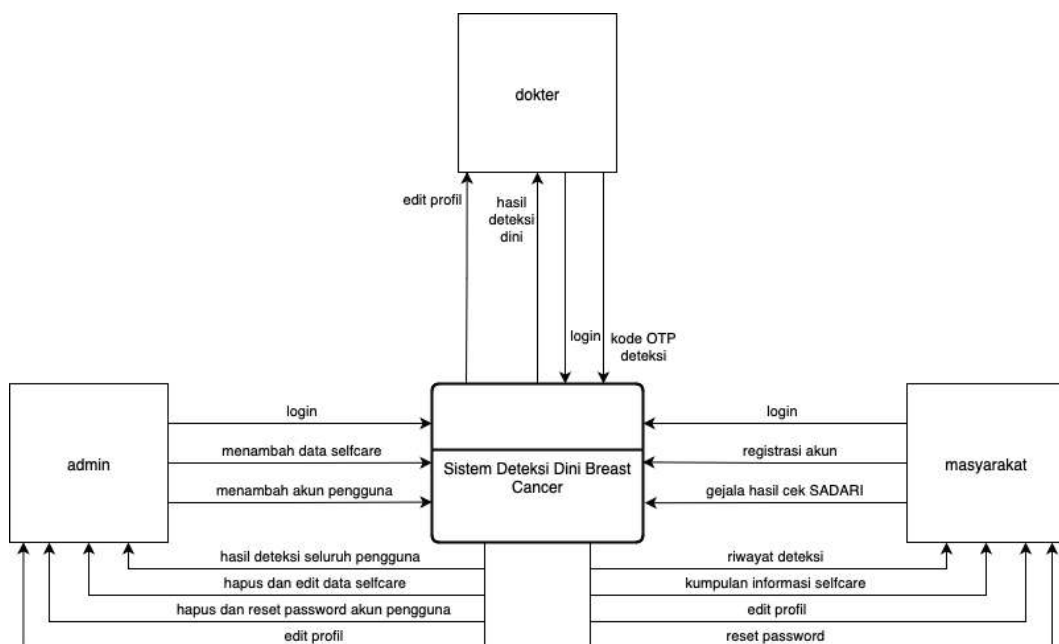 dokter
edit profil
hasil
deteksi
dini
login
kode OTP
deteksi
login
menambah data selfcare
menambah akun pengguna
admin
Sistem Deteksi Dini Breast
Cancer
login
registrasi akun
gejala hasil cek SADARI
masyarakat
hasil deteksi seluruh pengguna
hapus dan edit data selfcare
hapus dan reset password akun pengguna
edit profil
riwayat deteksi
kumpulan informasi selfcare
edit profil
reset password